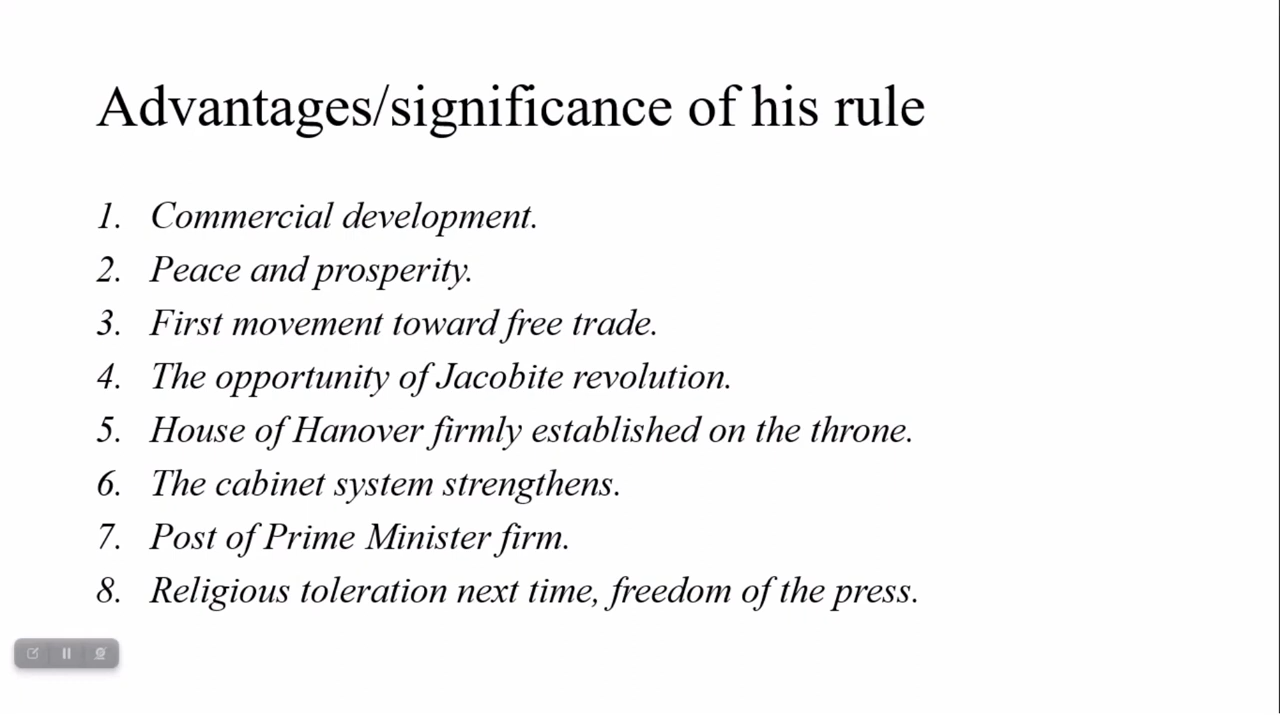 Advantages/significance of his rule
1. Commercial development.
2. Peace and prosperity.
3. First movement toward free trade.
4. The opportunity of Jacobite revolution.
5. House of Hanover firmly established on the throne.
6. The cabinet system strengthens.
7. Post of Prime Minister firm.
8. Religious toleration next time, freedom of the press.